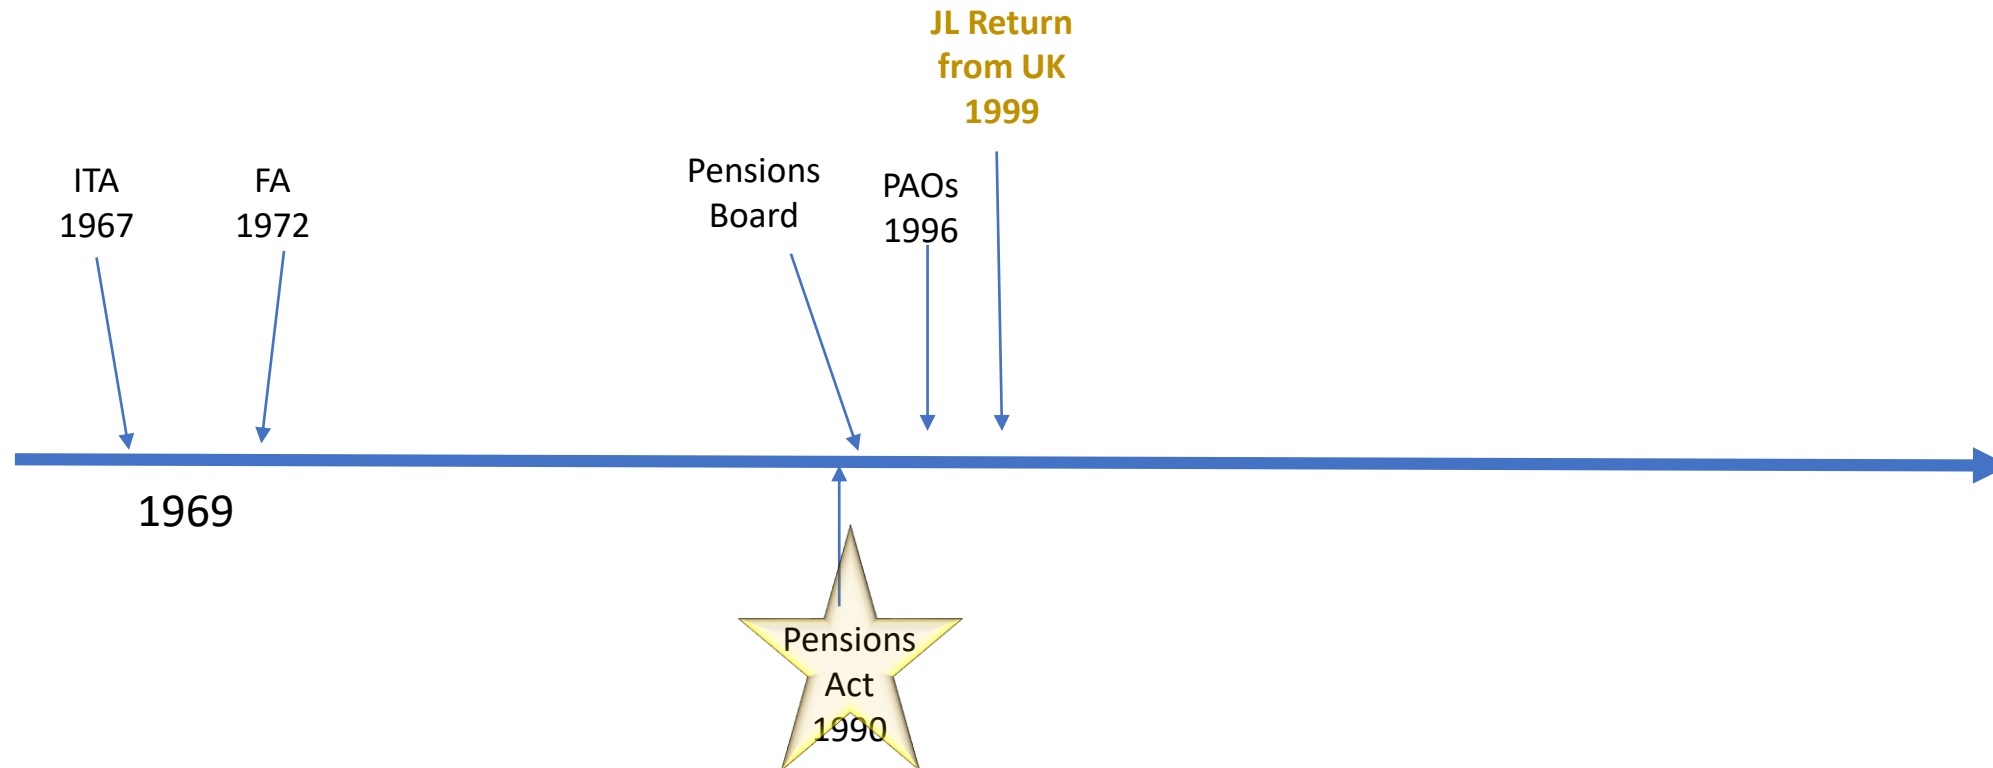 JL Return
from UK
1999
ITA
1967
FA
1972
Pensions
Board
PAOs
1996
1969
Pensions
Act
1990